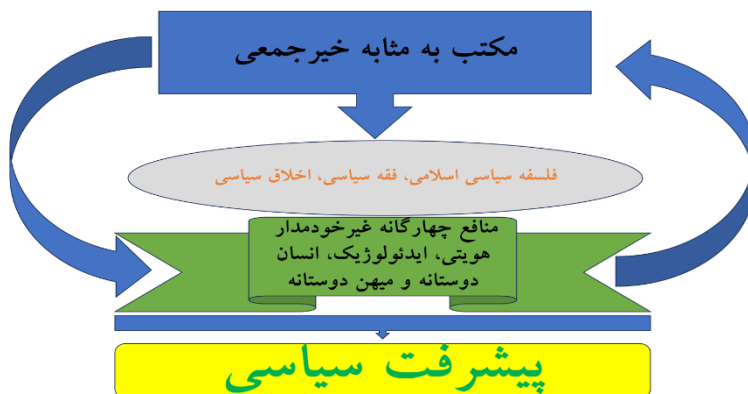 مکتب به مثابه خیرجمعی
فلسفه سیاسی اسلامی، فقه سیاسی، اخلاق سیاسی
منافع چهارگانه غیرخودمدار
هویتی، ایدئولوژیک، انسان
دوستانه و میهن دوستانه
پیشرفت سیاسی